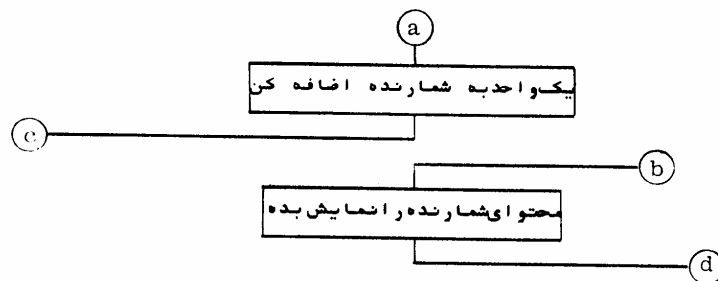 a
یک واحد به شمارنده اضافه کن
c
b
محتوای شمارنده را نمایش بده
d